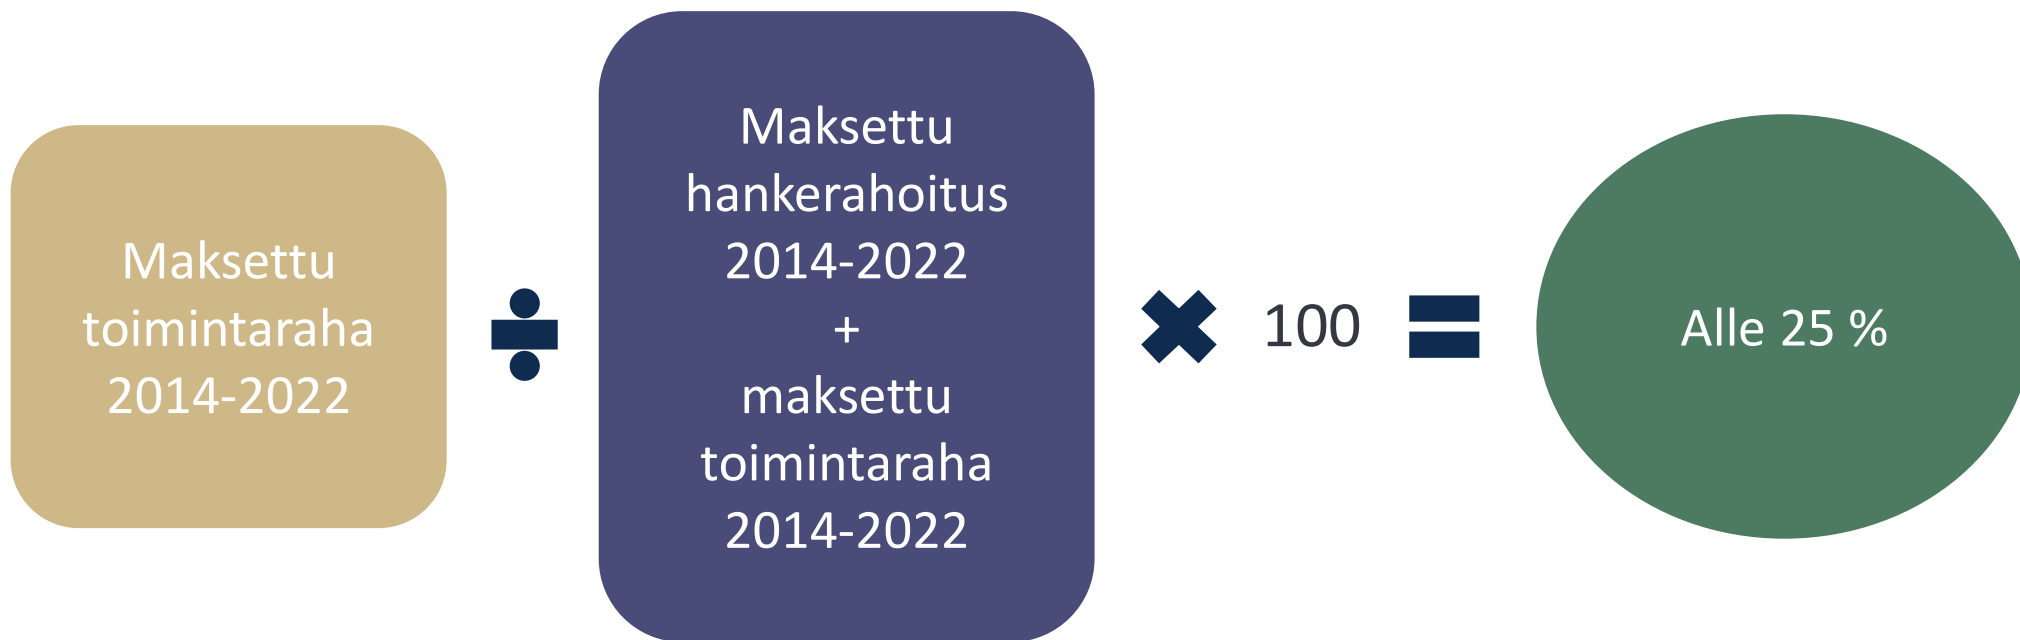 Maksettu
toimintaraha
2014-2022
÷
Maksettu
hankerahoitus
2014-2022
+
maksettu
toimintaraha
2014-2022
× 100 =
Alle 25 %